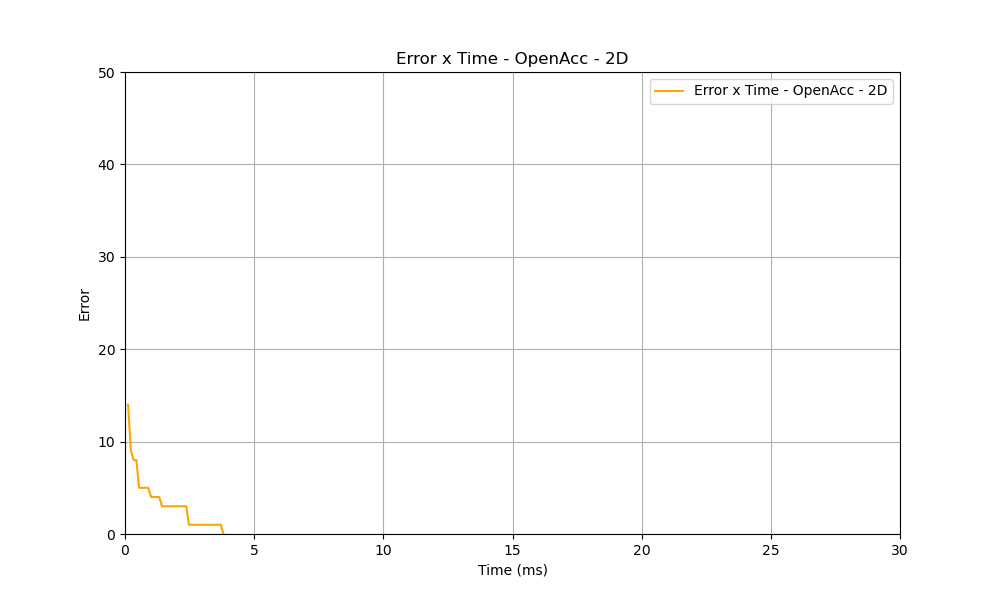 Error x Time - OpenAcc - 2D
Error x Time - OpenAcc - 2D
50
40
30
20
10
0
Error
0 5 10 15 20 25 30
Time (ms)